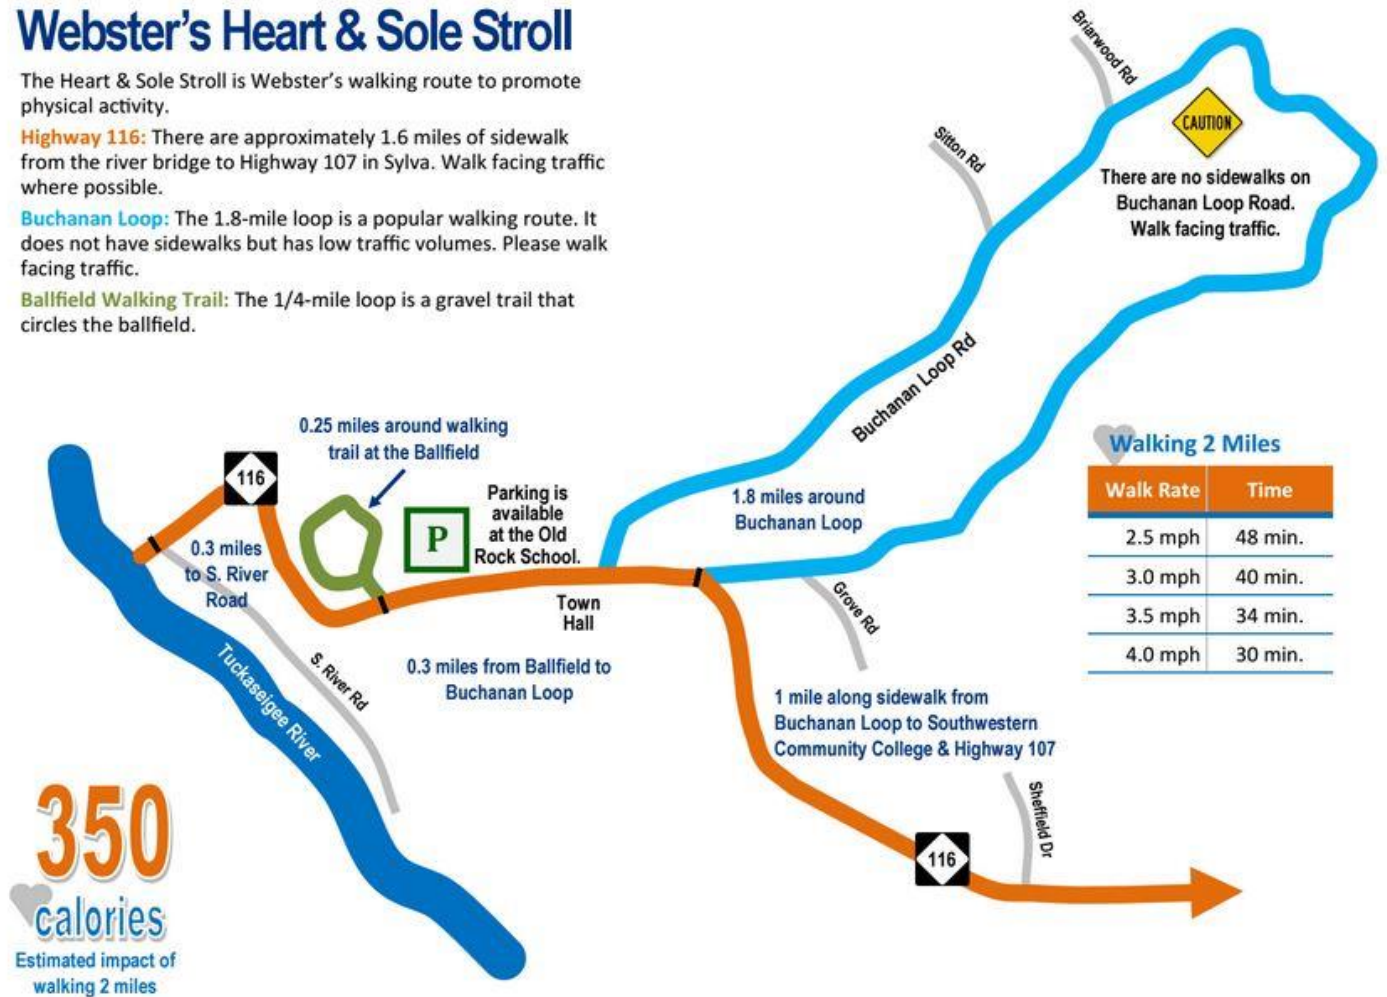 Webster's Heart & Sole Stroll
The Heart & Sole Stroll is Webster's walking route to promote
physical activity.
Highway 116: There are approximately 1.6 miles of sidewalk
from the river bridge to Highway 107 in Sylva. Walk facing traffic
where possible.
Buchanan Loop: The 1.8-mile loop is a popular walking route. It
does not have sidewalks but has low traffic volumes. Please walk
facing traffic.
Ballfield Walking Trail: The 1/4-mile loop is a gravel trail that
circles the ballfield.
Briarwood Rd
Sitton Rd
CAUTION
There are no sidewalks on
Buchanan Loop Road.
Walk facing traffic.
Buchanan Loop Rd
0.25 miles around walking
trail at the Ballfield
116
Parking is
available
at the Old
Rock School.
P
1.8 miles around
Buchanan Loop
0.3 miles
to S. River
Road
Town
Hall
Grove Rd
S. River Rd
Tuckaseigee River
0.3 miles from Ballfield to
Buchanan Loop
1 mile along sidewalk from
Buchanan Loop to Southwestern
Community College & Highway 107
Sheffield Dr
116
Walking 2 Miles
Walk Rate Time
2.5 mph 48 min.
3.0 mph 40 min.
3.5 mph 34 min.
4.0 mph 30 min.
350
calories
Estimated impact of
walking 2 miles